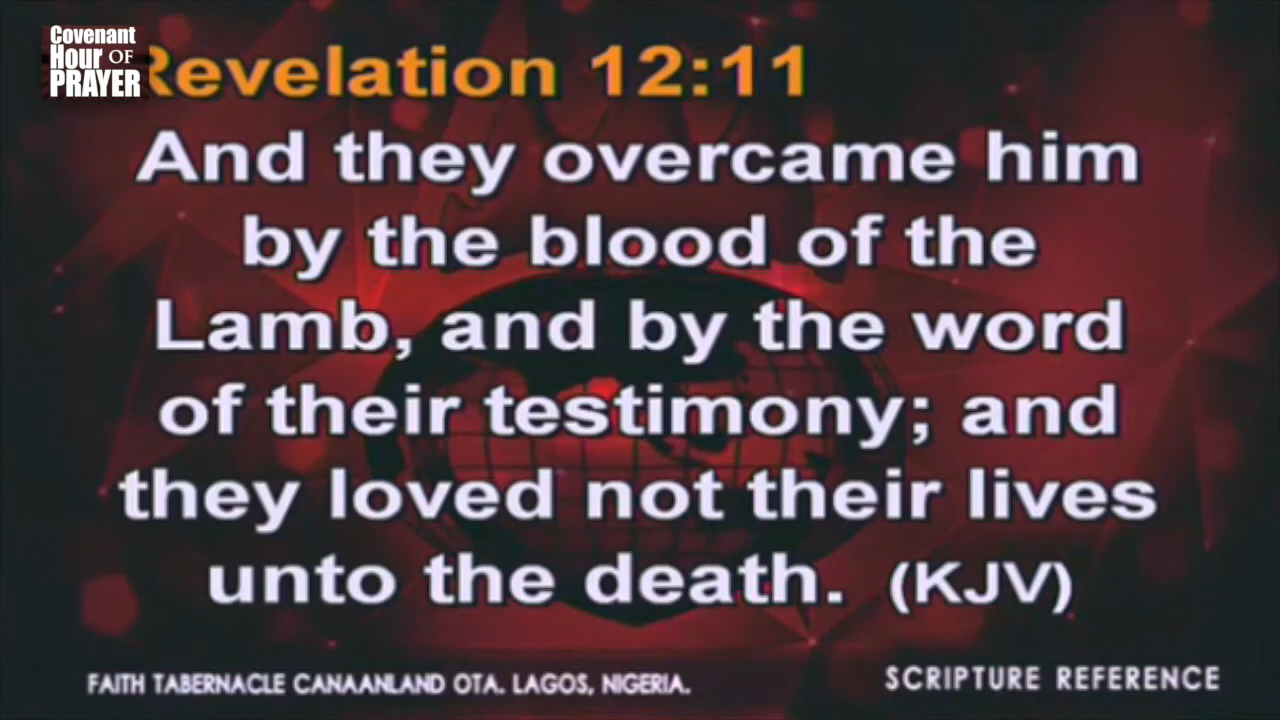 Covenant
Hour OF
PRAYER
Revelation 12:11
And they overcame him
by the blood of the
Lamb, and by the word
of their testimony; and
they loved not their lives
unto the death. (KJV)
FAITH TABERNACLE CANAANLAND OTA. LAGOS, NIGERIA.
SCRIPTURE REFERENCE